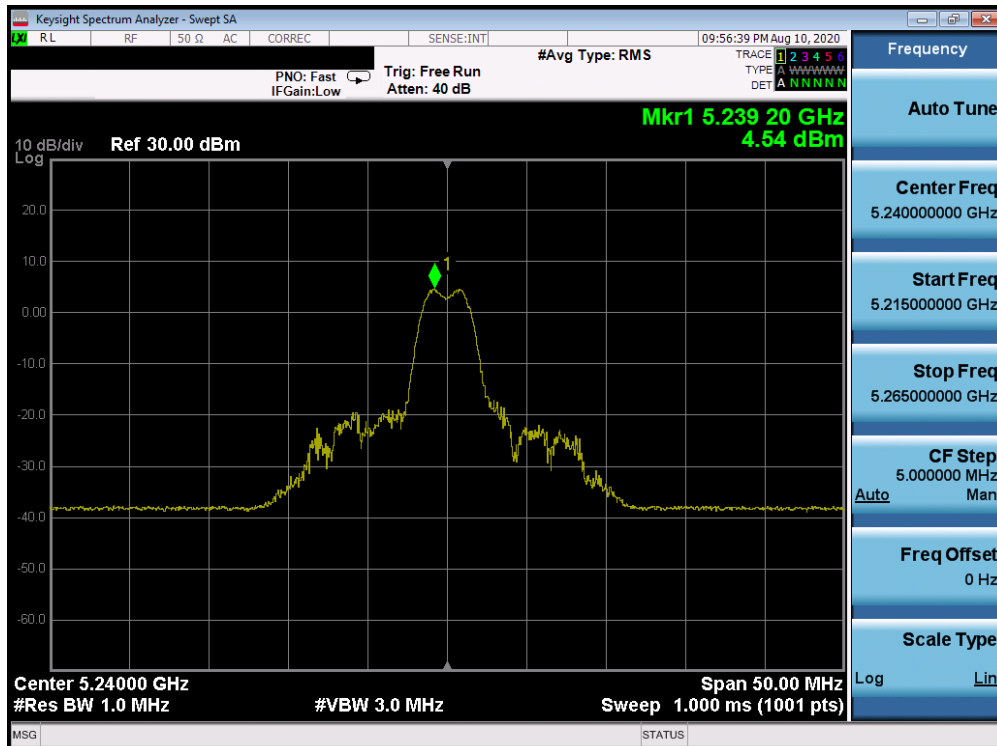 Keysight Spectrum Analyzer - Swept SA
LXI RL RF 50 Ω AC CORREC SENSE:INT 09:56:39 PM Aug 10, 2020
#Avg Type: RMS TRACE 1 2 3 4 5 6
PNO: Fast Trig: Free Run TYPE A WWWWW
IFGain:Low Atten: 40 dB DET A N N N N N
Mkr1 5.239 20 GHz
4.54 dBm
10 dB/div Ref 30.00 dBm
Log
20.0
10.0
1
0.00
-10.0
-20.0
-30.0
-40.0
-50.0
-60.0
Center 5.24000 GHz Span 50.00 MHz
#Res BW 1.0 MHz #VBW 3.0 MHz Sweep 1.000 ms (1001 pts)
MSG STATUS
Frequency
Auto Tune
Center Freq
5.240000000 GHz
Start Freq
5.215000000 GHz
Stop Freq
5.265000000 GHz
CF Step
5.000000 MHz
Auto Man
Freq Offset
0 Hz
Scale Type
Log Lin